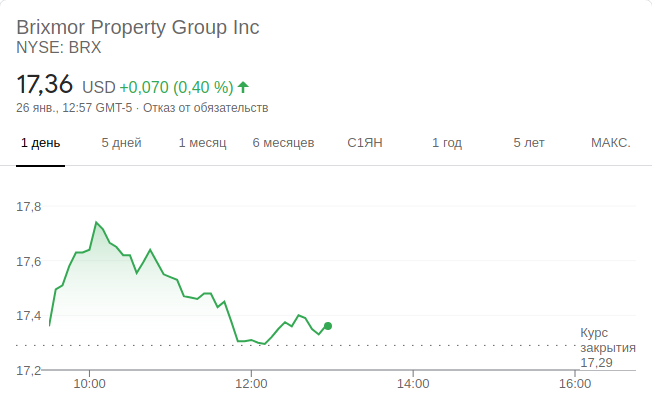 Brixmor Property Group Inc
NYSE: BRX
17,36 USD +0,070 (0,40 %)
26 янв., 12:57 GMT-5 · Отказ от обязательств
1 день 5 дней 1 месяц 6 месяцев С1ЯН 1 год 5 лет МАКС.
17,8
17,6
17,4
17,2
Курс
закрытия
17,29
10:00 12:00 14:00 16:00